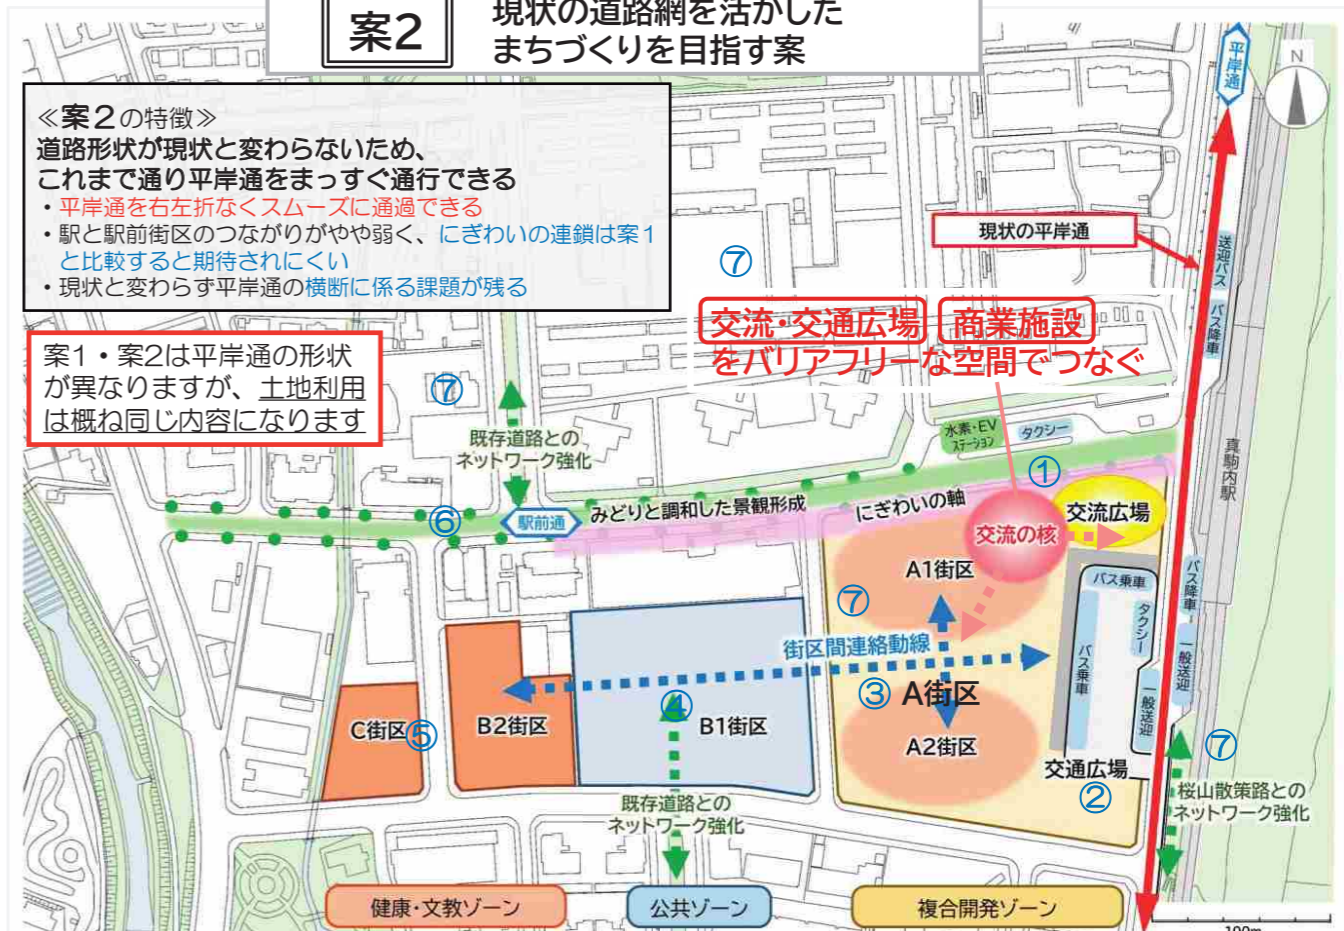 案2
現状の道路網を活かした
まちづくりを目指す案
≪案2の特徴≫
道路形状が現状と変わらないため、
これまで通り平岸通をまっすぐ通行できる
・平岸通を右左折なくスムーズに通過できる
・駅と駅前街区のつながりがやや弱く、にぎわいの連鎖は案1
と比較すると期待されにくい
・現状と変わらず平岸通の横断に係る課題が残る
案1・案2は平岸通の形状
が異なりますが、土地利用
は概ね同じ内容になります
平岸通
N
現状の平岸通
送迎バス
バス降車
⑦
交流・交通広場 商業施設
をバリアフリーな空間でつなぐ
⑦
既存道路との
ネットワーク強化
水素・EV
ステーション
タクシー
真駒内駅
①
⑥
駅前通
みどりと調和した景観形成
にぎわいの軸
交流の核
交流広場
A1街区
バス乗車
バス降車
タクシー
⑦
街区間連絡動線
バス乗車
一般送迎
一般送迎
③
A街区
④
C街区
⑤
B2街区
B1街区
A2街区
⑦
交通広場
②
桜山散策路との
ネットワーク強化
既存道路との
ネットワーク強化
健康・文教ゾーン
公共ゾーン
複合開発ゾーン
100m